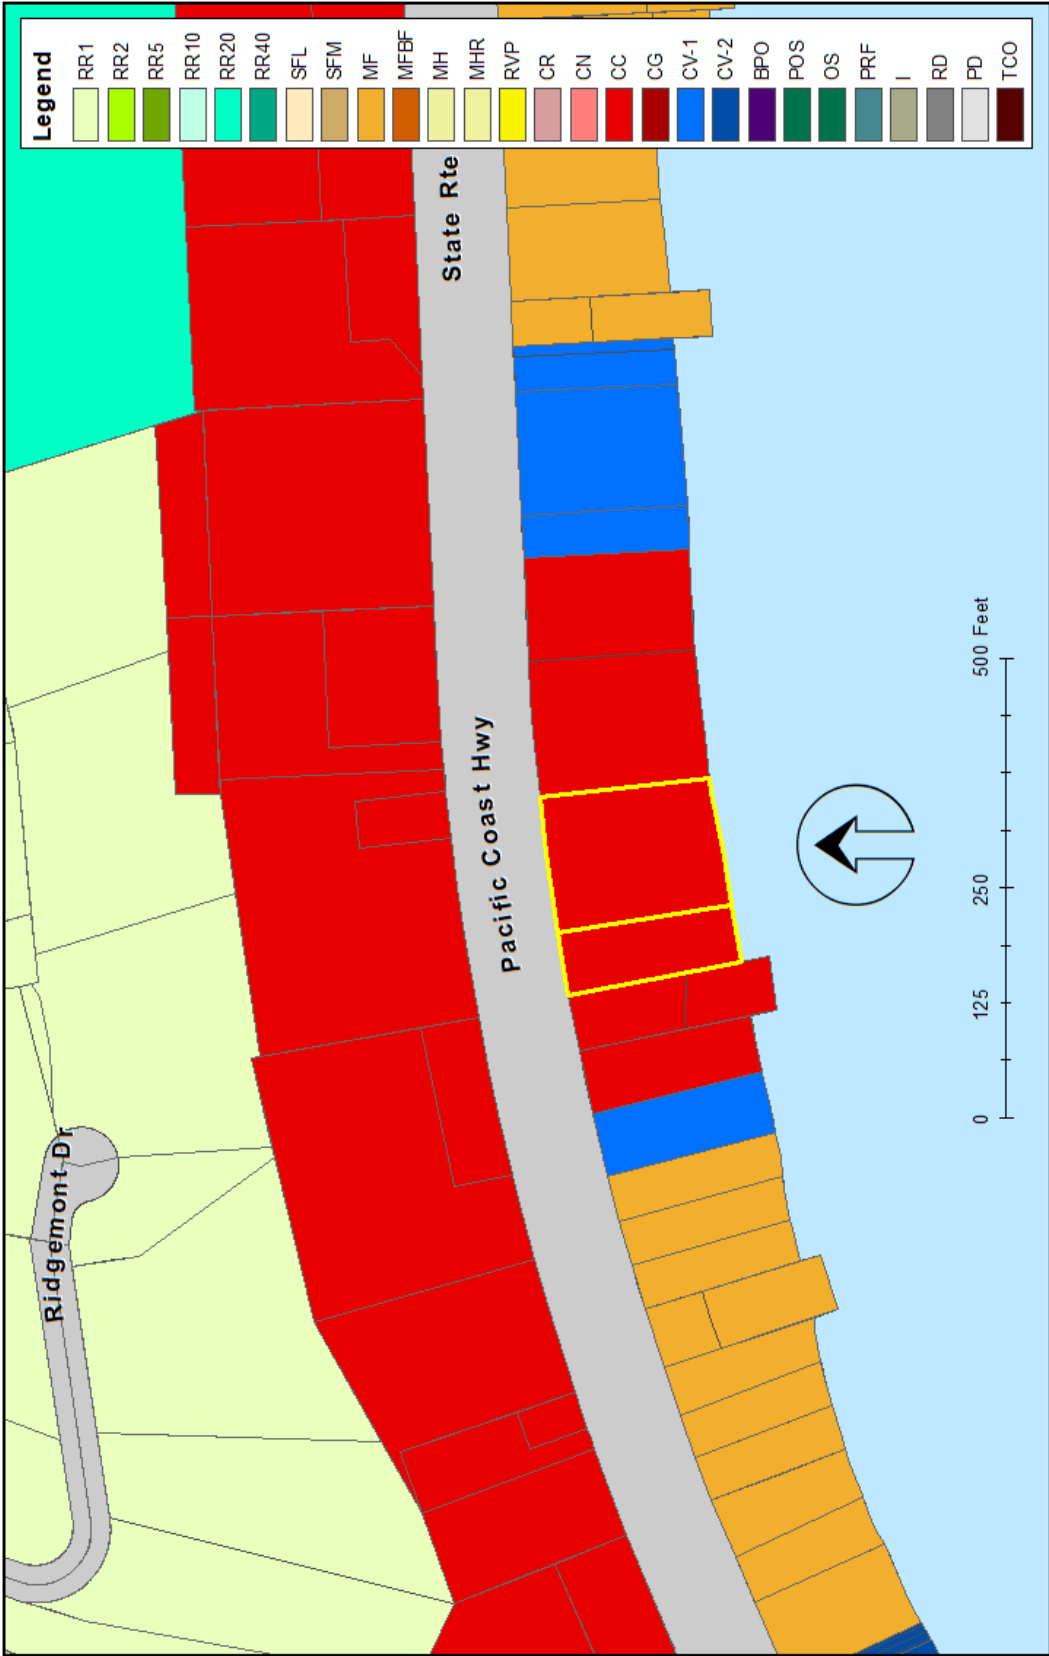 Legend
RR1
RR2
RR5
RR10
RR20
RR40
SFL
SFM
MF
MFBF
MH
MHR
RVP
CR
CN
CC
CG
CV-1
CV-2
BPO
POS
OS
PRF
I
RD
PD
TCO
Ridgemont Dr
State Rte
Pacific Coast Hwy
0 125 250 500 Feet